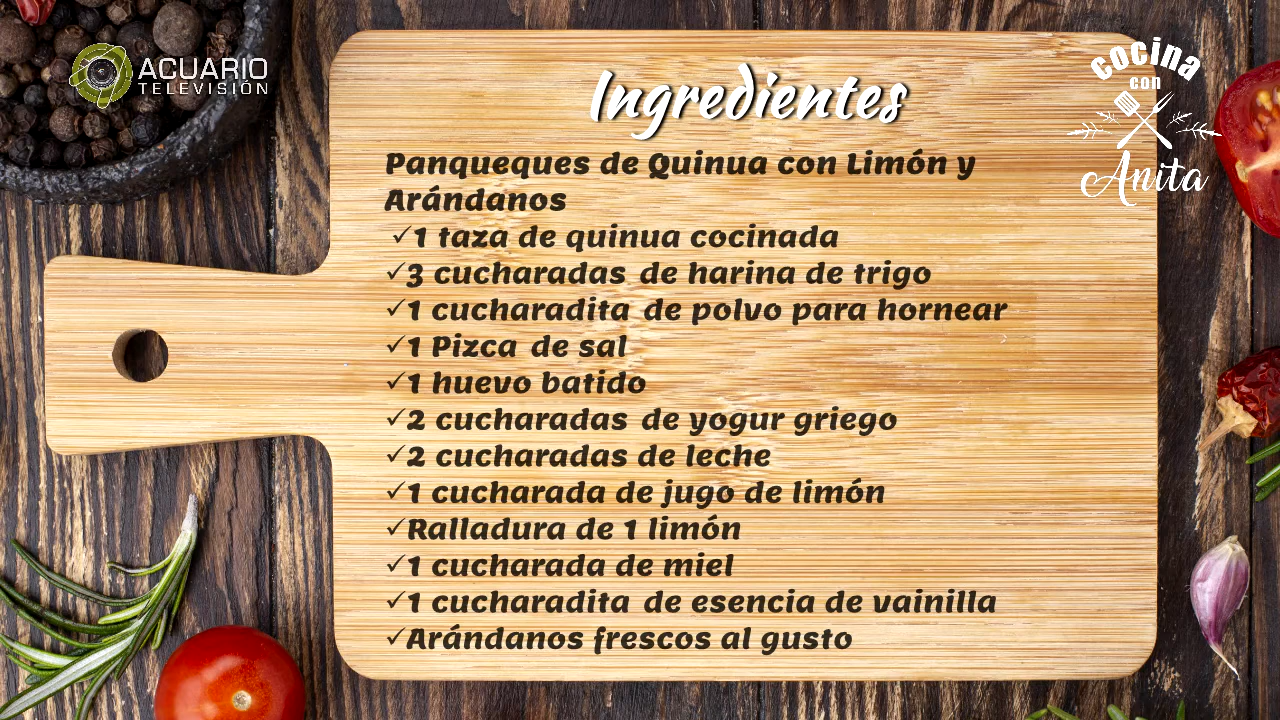 ACUARIO
TELEVISIÓN
cocina
con
Anita
Ingredientes
Panqueques de Quinua con Limón y
Arándanos
✓1 taza de quinua cocinada
✓3 cucharadas de harina de trigo
✓1 cucharadita de polvo para hornear
✓1 Pizca de sal
✓1 huevo batido
✓2 cucharadas de yogur griego
✓2 cucharadas de leche
✓1 cucharada de jugo de limón
✓Ralladura de 1 limón
✓1 cucharada de miel
✓1 cucharadita de esencia de vainilla
✓Arándanos frescos al gusto